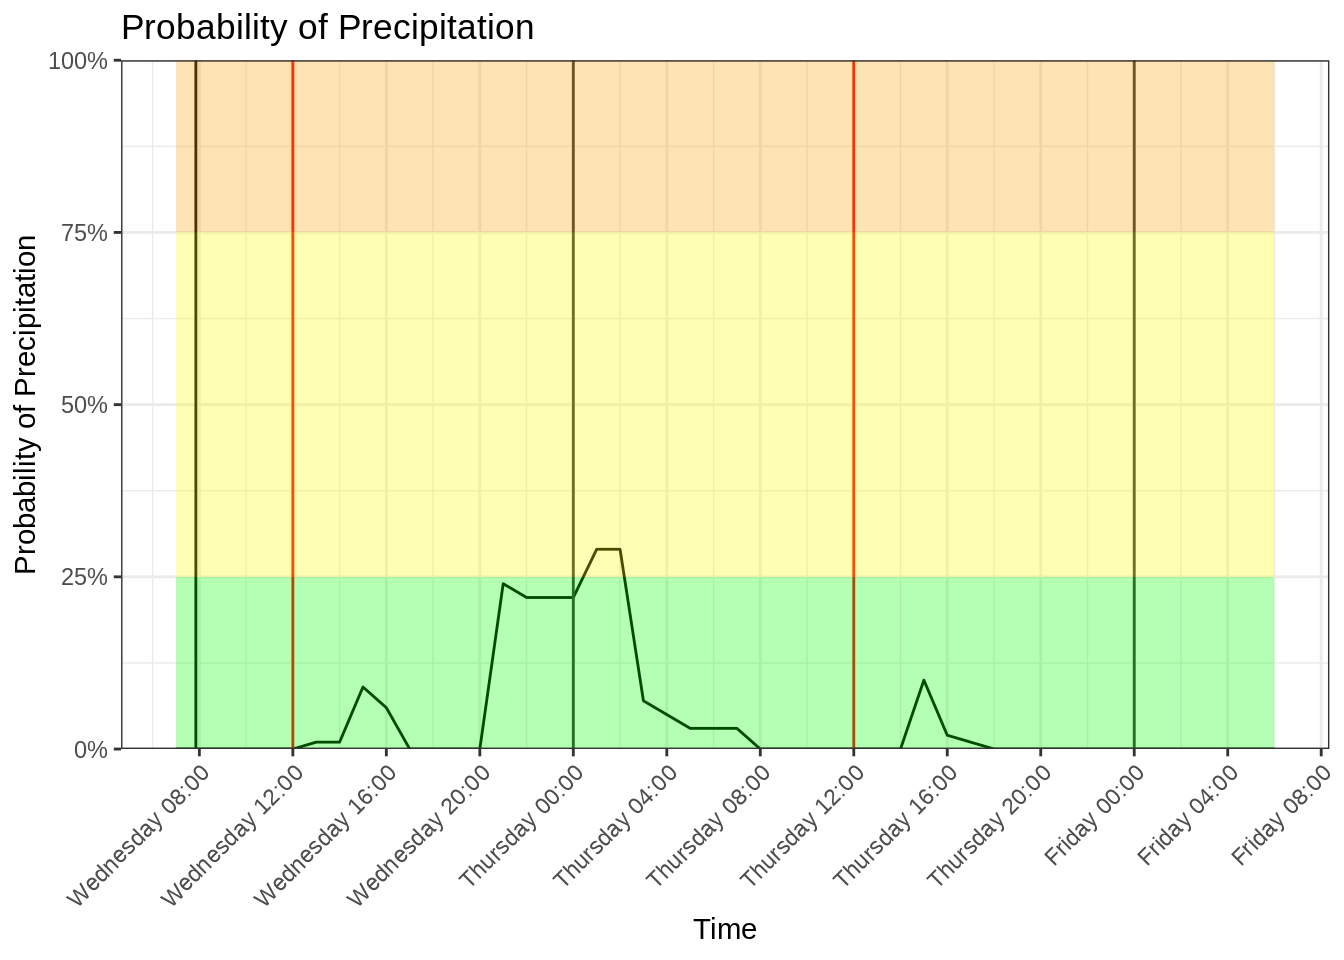 Probability of Precipitation
Probability of Precipitation
100%
75%
50%
25%
0%
Wednesday 08:00
Wednesday 12:00
Wednesday 16:00
Wednesday 20:00
Thursday 00:00
Thursday 04:00
Thursday 08:00
Thursday 12:00
Thursday 16:00
Thursday 20:00
Friday 00:00
Friday 04:00
Friday 08:00
Time